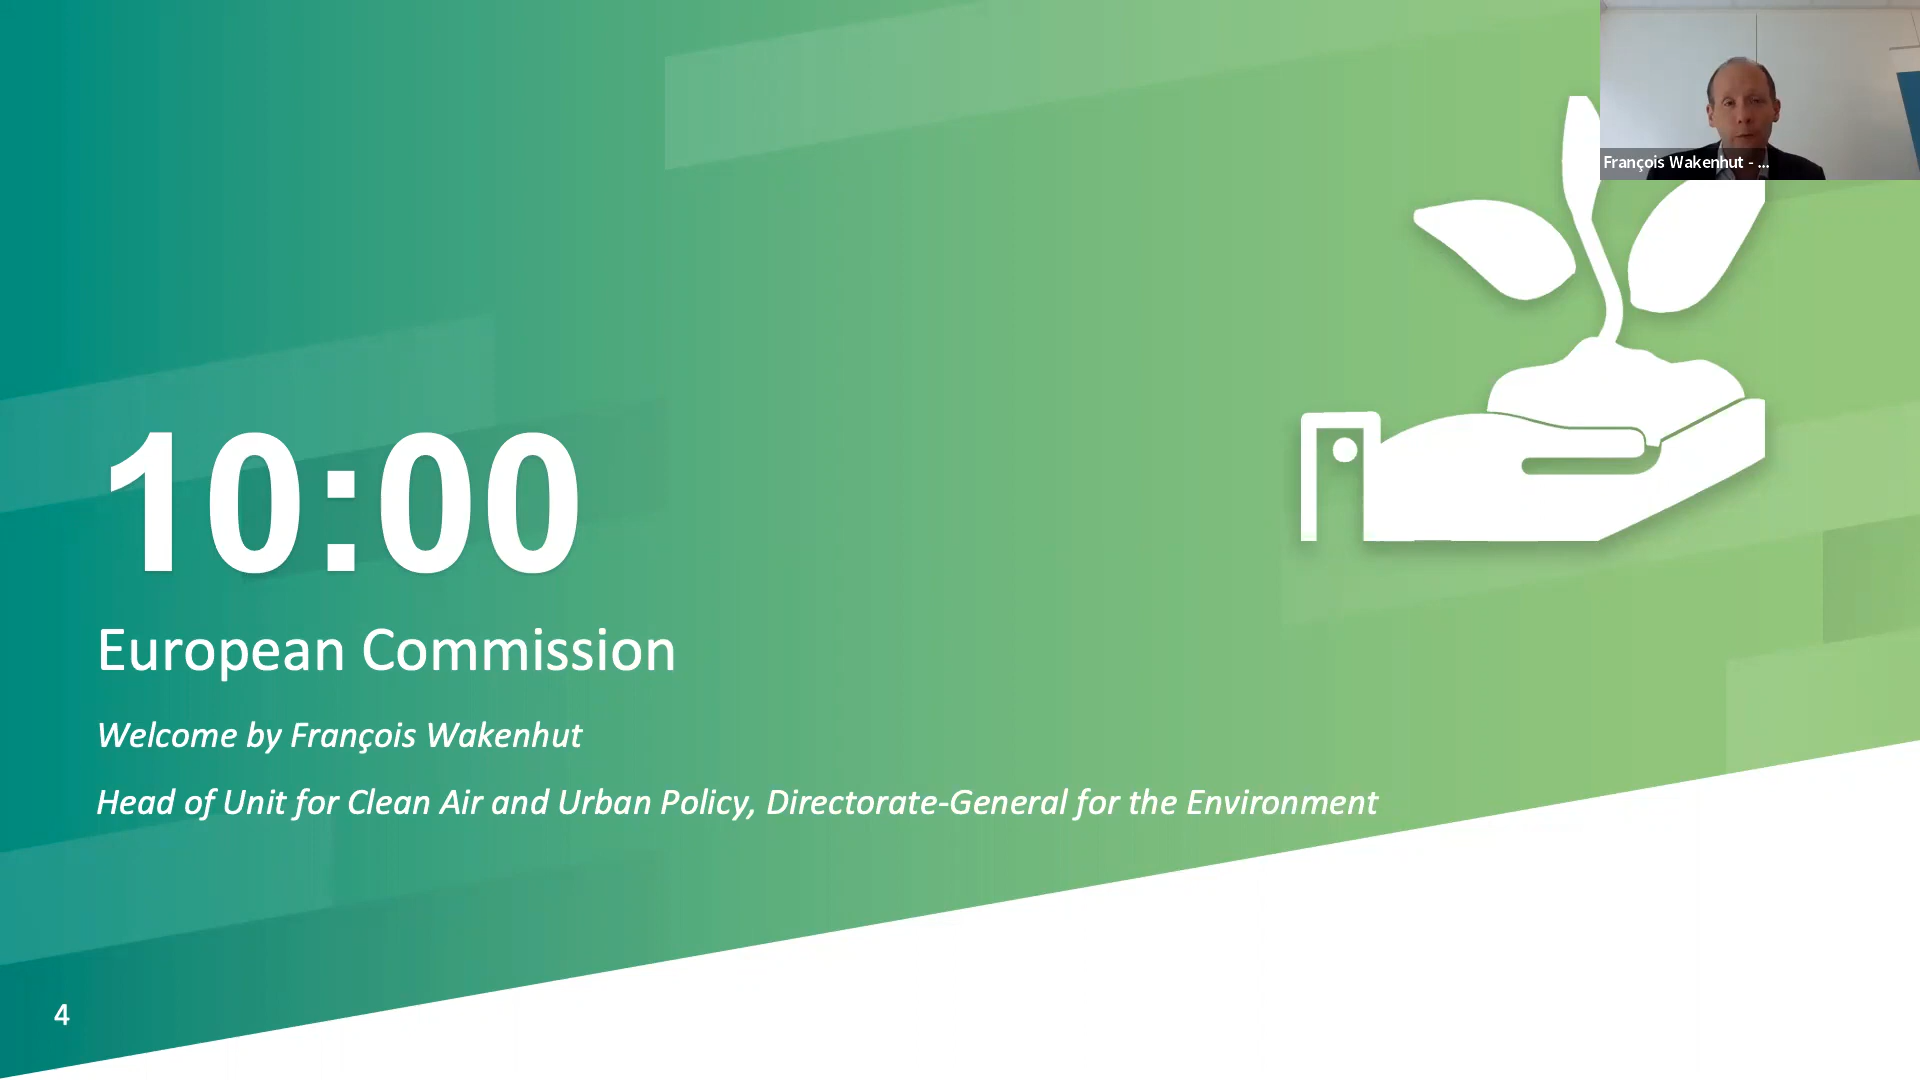 François Wakenhut - ...
10:00
European Commission
Welcome by François Wakenhut
Head of Unit for Clean Air and Urban Policy, Directorate-General for the Environment
4